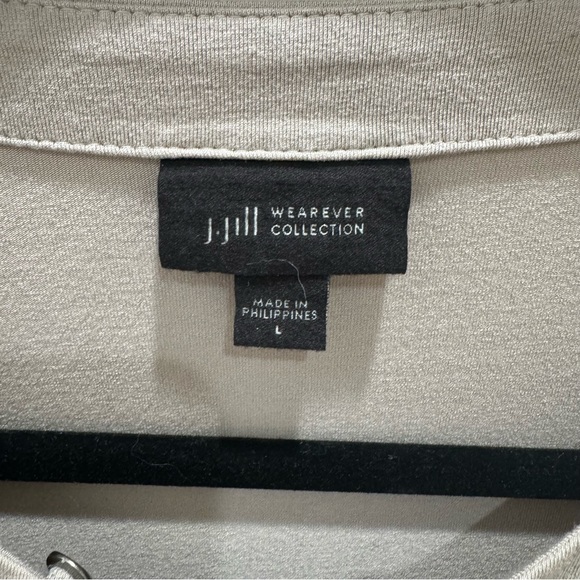 J.Jill WEAREVER
COLLECTION
MADE IN
PHILIPPINES
L